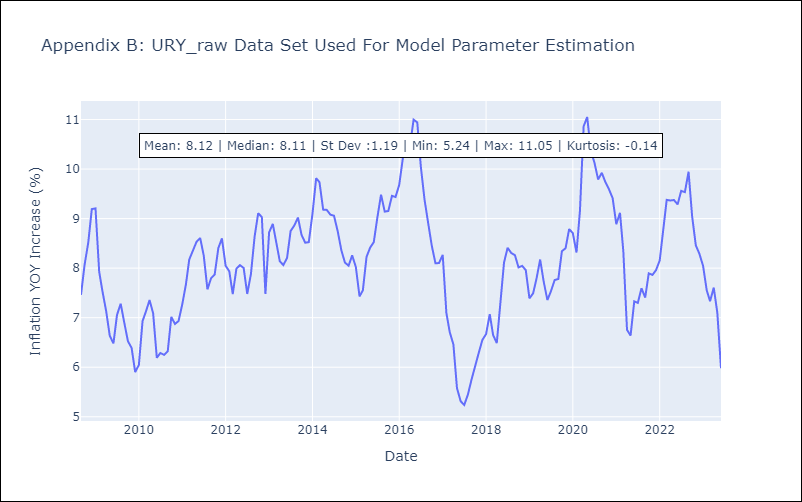 Appendix B: URY_raw Data Set Used For Model Parameter Estimation
Mean: 8.12 | Median: 8.11 | St Dev :1.19 | Min: 5.24 | Max: 11.05 | Kurtosis: -0.14
Inflation YOY Increase (%)
11
10
9
8
7
6
5
2010 2012 2014 2016 2018 2020 2022
Date